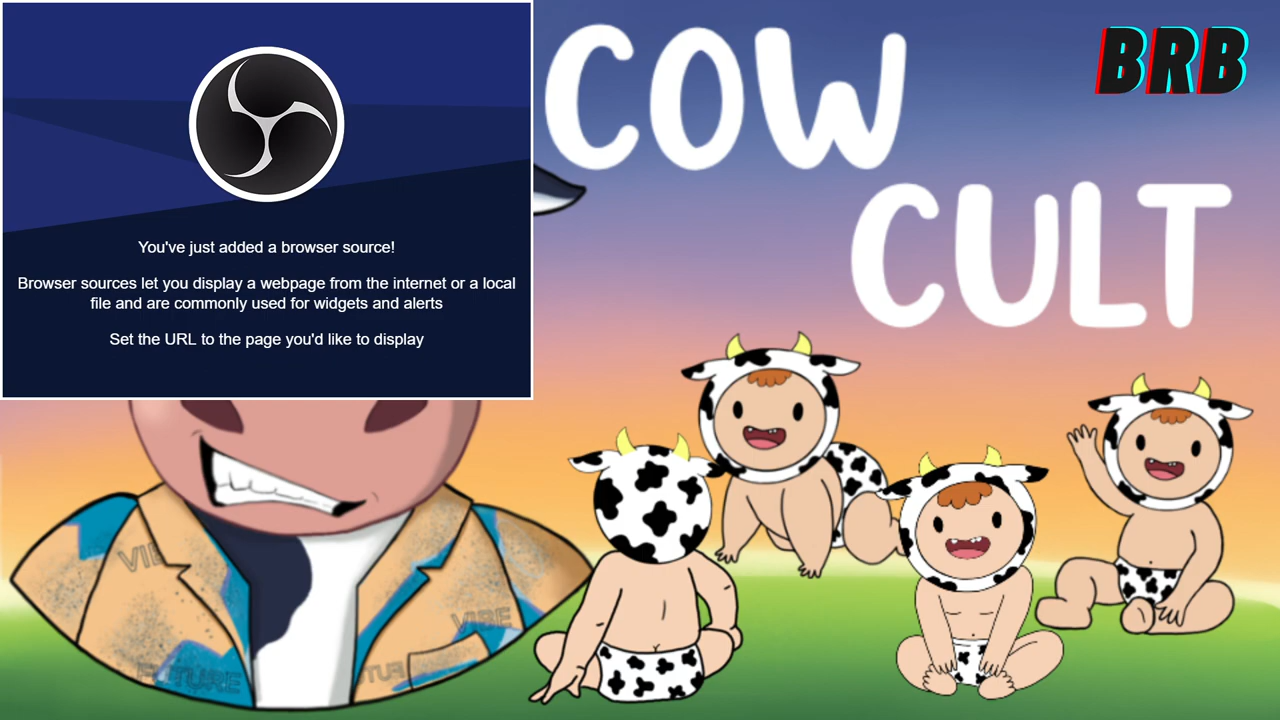 COW
CULT
BRB
You've just added a browser source!
Browser sources let you display a webpage from the internet or a local
file and are commonly used for widgets and alerts
Set the URL to the page you'd like to display
VIBE
FUTURE